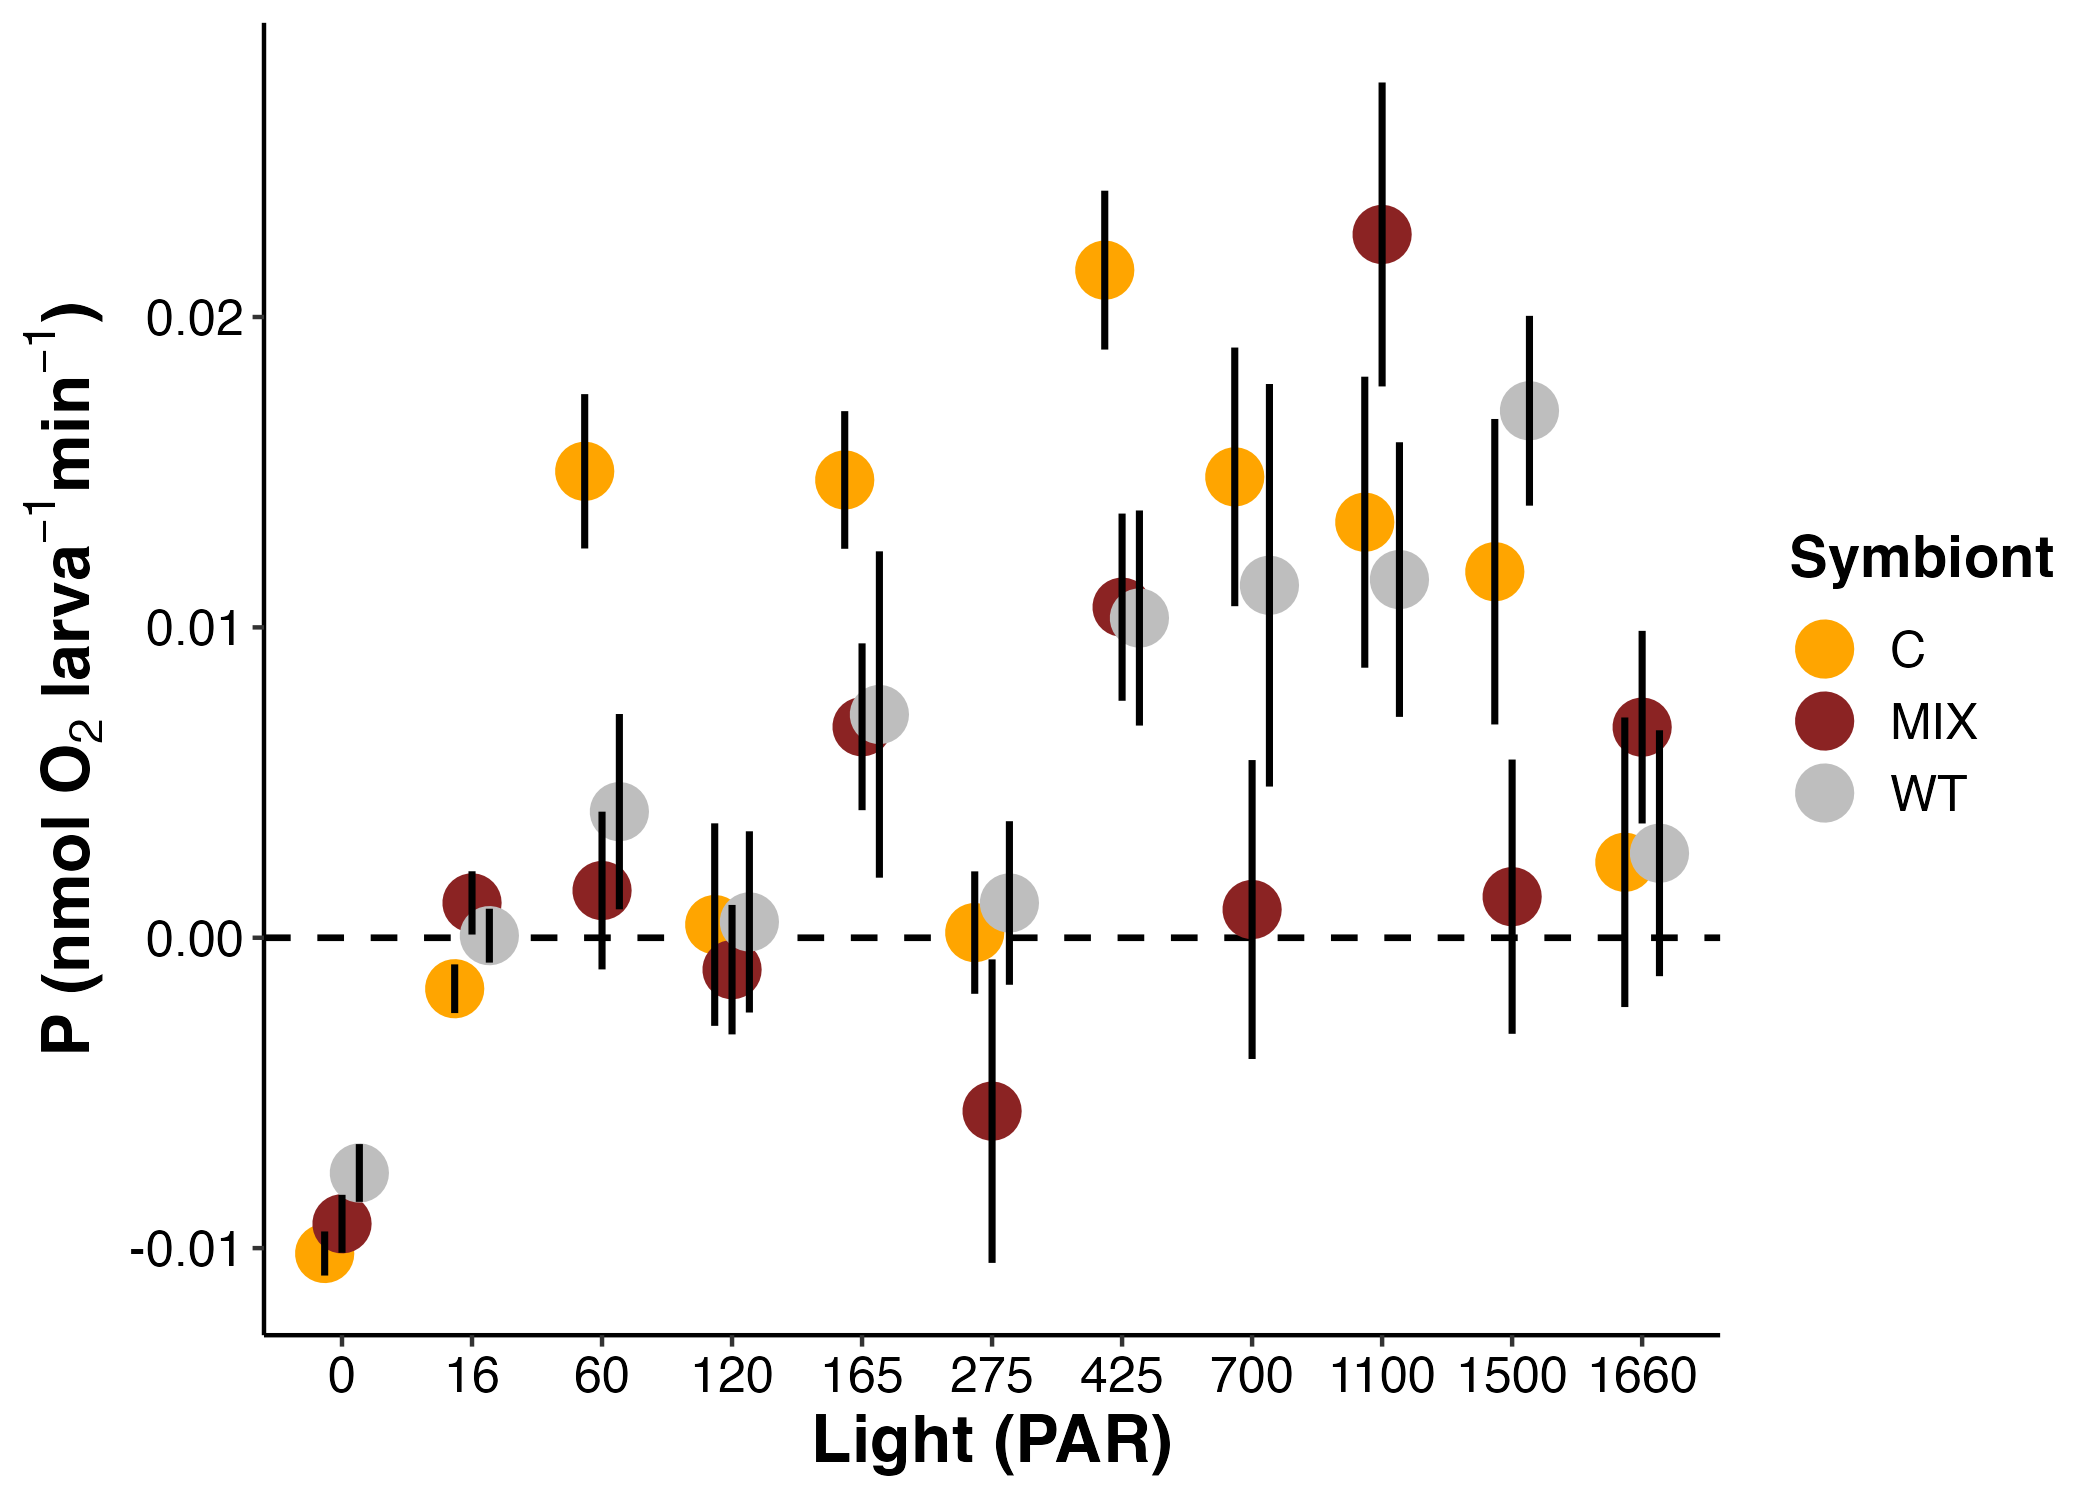 P (nmol O₂ larva⁻¹min⁻¹)
0.02
0.01
0.00
-0.01
0 16 60 120 165 275 425 700 1100 1500 1660
Light (PAR)
Symbiont
C
MIX
WT